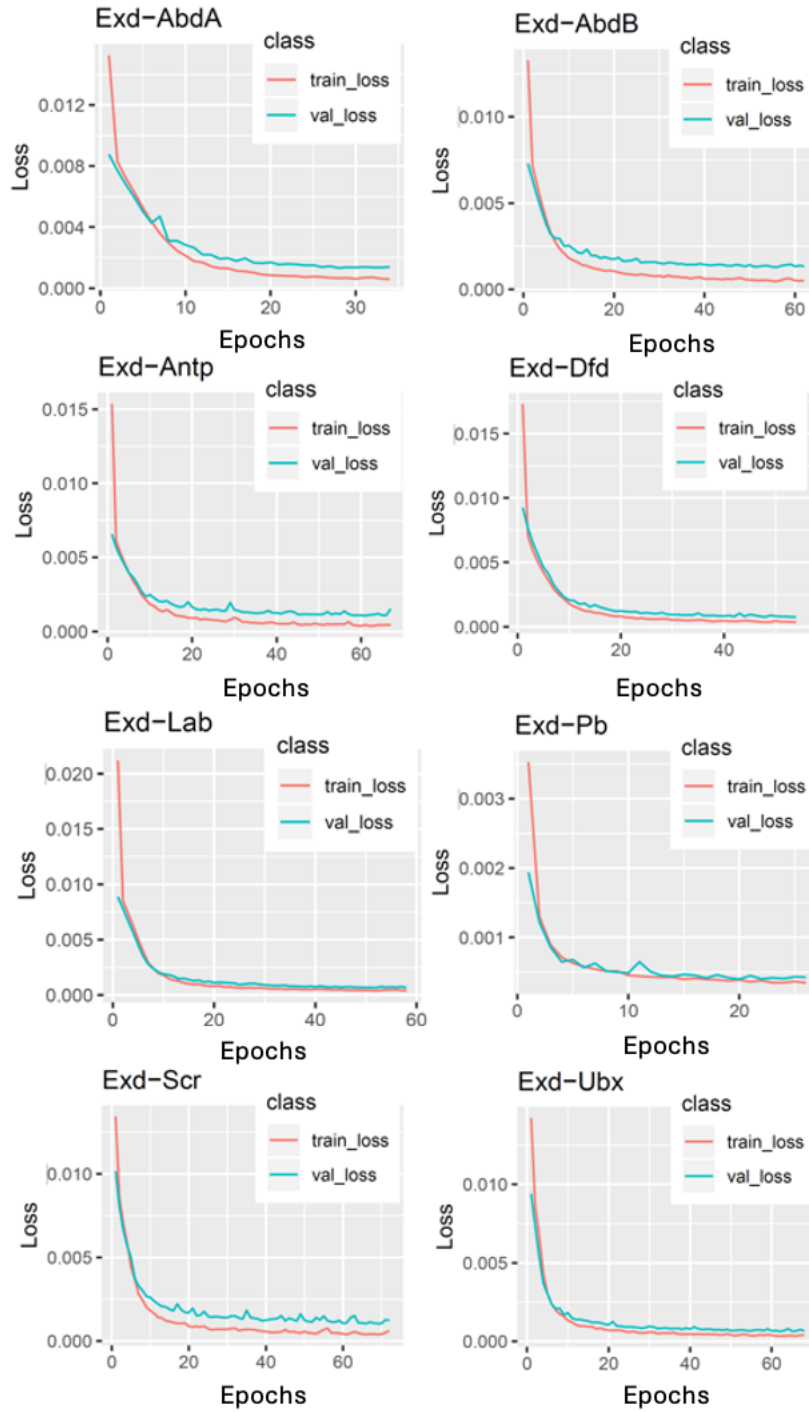 Exd−AbdA
class
train_loss
val_loss
Loss
0.012
0.008
0.004
0.000
0
10
20
30
Epochs
Exd−AbdB
class
train_loss
val_loss
Loss
0.010
0.005
0.000
0
20
40
60
Epochs
Exd−Antp
class
train_loss
val_loss
Loss
0.015
0.010
0.005
0.000
0
20
40
60
Epochs
Exd−Dfd
class
train_loss
val_loss
Loss
0.015
0.010
0.005
0.000
0
20
40
Epochs
Exd−Lab
class
train_loss
val_loss
Loss
0.020
0.015
0.010
0.005
0.000
0
20
40
60
Epochs
Exd−Pb
class
train_loss
val_loss
Loss
0.003
0.002
0.001
0
10
20
Epochs
Exd−Scr
class
train_loss
val_loss
Loss
0.010
0.005
0.000
0
20
40
60
Epochs
Exd−Ubx
class
train_loss
val_loss
Loss
0.010
0.005
0.000
0
20
40
60
Epochs